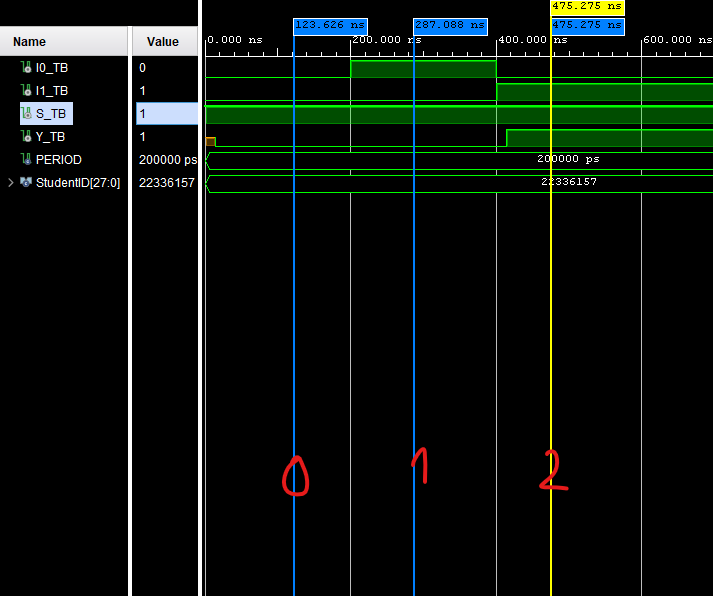 475.275 ns
123.626 ns 287.088 ns 475.275 ns
Name Value 0.000 ns 200.000 ns 400.000 ns 600.000 ns
I0_TB 0
I1_TB 1
S_TB 1
Y_TB 1
PERIOD 200000 ps 200000 ps
StudentID[27:0] 22336157 22336157
0 1 2